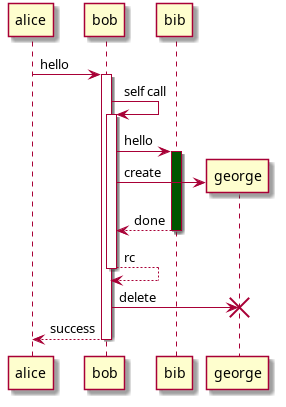 alice bob bib
hello
self call
hello
create george
done
rc
delete
success
alice bob bib george